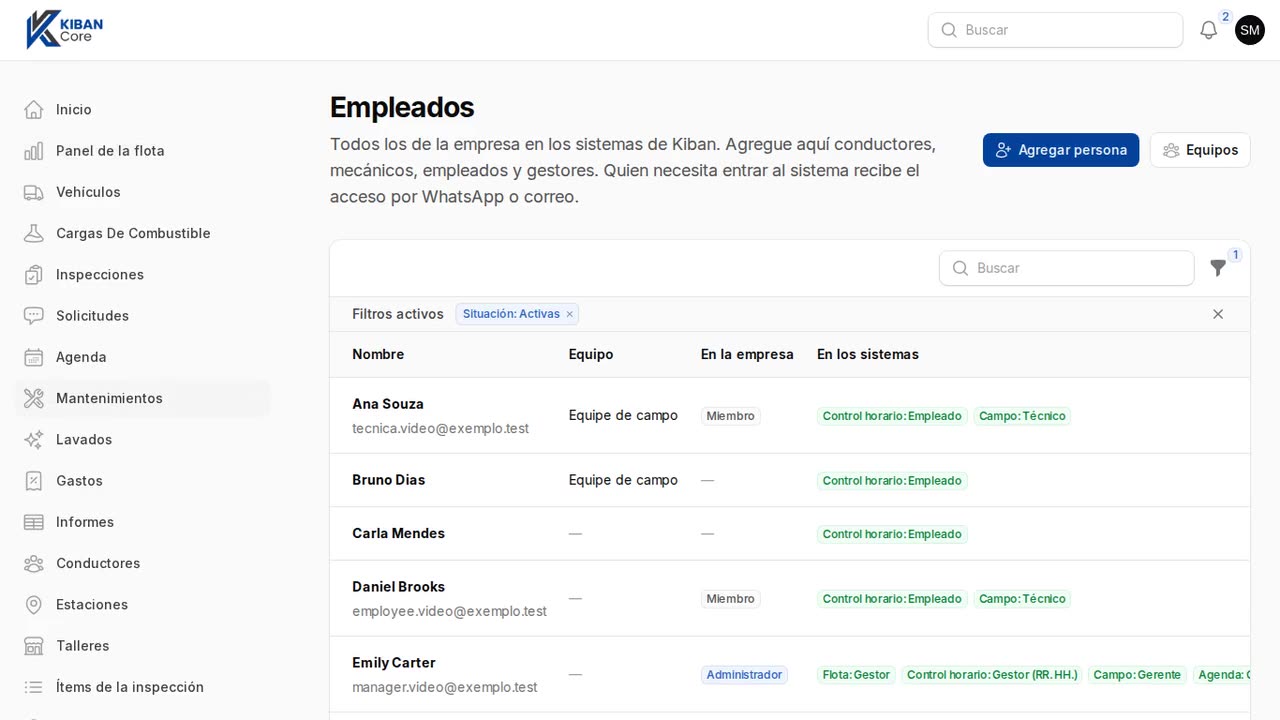 KIBAN
Core
Buscar
2
SM
Inicio
Panel de la flota
Vehículos
Cargas De Combustible
Inspecciones
Solicitudes
Agenda
Mantenimientos
Lavados
Gastos
Informes
Conductores
Estaciones
Talleres
Ítems de la inspección
Empleados
Todos los de la empresa en los sistemas de Kiban. Agregue aquí conductores,
mecánicos, empleados y gestores. Quien necesita entrar al sistema recibe el
acceso por WhatsApp o correo.
Agregar persona
Equipos
Buscar
1
Filtros activos Situación: Activas ×
Nombre Equipo En la empresa En los sistemas
Ana Souza
tecnica.video@exemplo.test
Equipe de campo Miembro Control horario: Empleado Campo: Técnico
Bruno Dias Equipe de campo — Control horario: Empleado
Carla Mendes — — Control horario: Empleado
Daniel Brooks
employee.video@exemplo.test
— Miembro Control horario: Empleado Campo: Técnico
Emily Carter
manager.video@exemplo.test
— Administrador Flota: Gestor Control horario: Gestor (RR. HH.) Campo: Gerente Agenda: